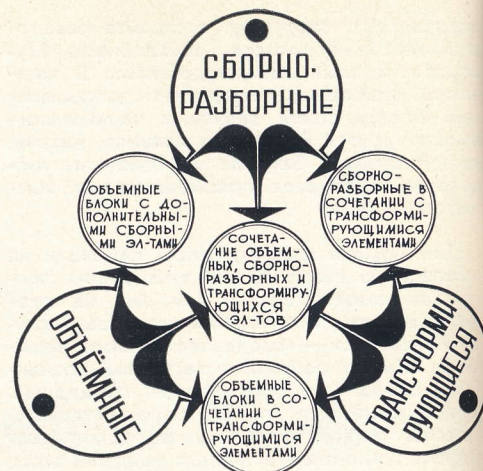 СБОРНО-
РАЗБОРНЫЕ
ОБЪЕМНЫЕ
БЛОКИ С ДО-
ПОЛНИТЕЛЬНЫ-
МИ СБОРНЫ-
МИ ЭЛ-ТАМИ
СБОРНО-
РАЗБОРНЫЕ В
СОЧЕТАНИИ С
ТРАНСФОРМИ-
РУЮЩИМИСЯ
ЭЛЕМЕНТАМИ
СОЧЕТА-
НИЕ ОБЪЕМ-
НЫХ, СБОРНО-
РАЗБОРНЫХ И
ТРАНСФОРМИРУ-
ЮЩИХСЯ
ЭЛ-ТОВ
ОБЪЁМНЫЕ
ТРАНСФОРМИ-
РУЮЩИЕСЯ
ОБЪЕМНЫЕ
БЛОКИ В СО-
ЧЕТАНИИ С
ТРАНСФОРМИ-
РУЮЩИМИСЯ
ЭЛЕМЕНТАМИ